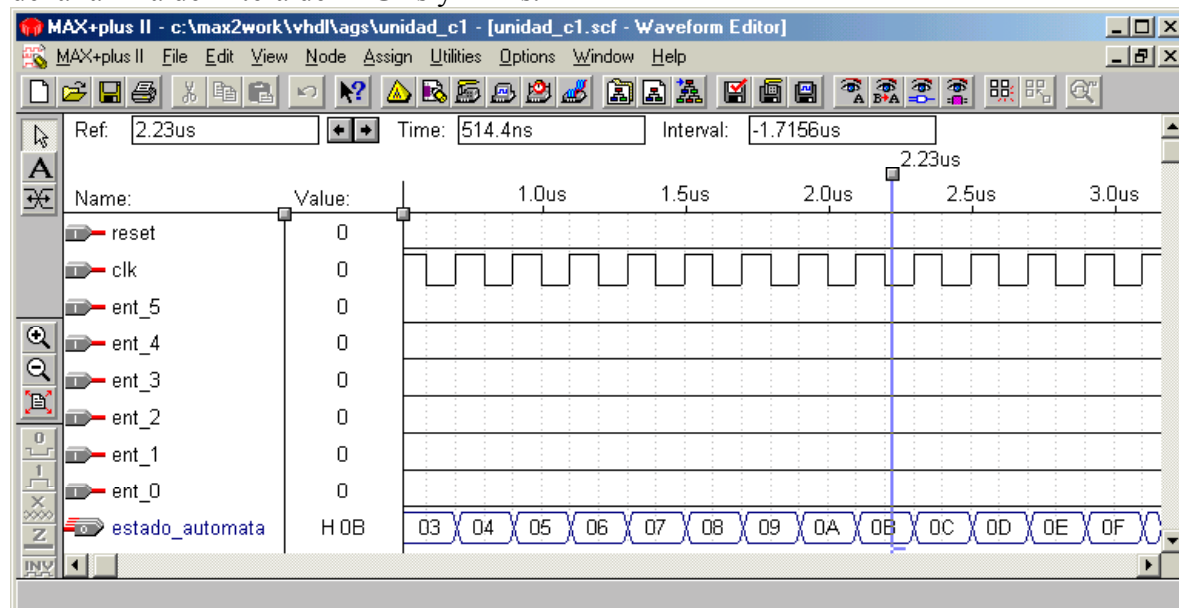 MAX+plus II - c:\max2work\vhdl\ags\unidad_c1 - [unidad_c1.scf - Waveform Editor]
MAX+plus II File Edit View Node Assign Utilities Options Window Help
Ref: 2.23us Time: 514.4ns Interval: -1.7156us
2.23us
Name: Value: 1.0us 1.5us 2.0us 2.5us 3.0us
reset 0
clk 0
ent_5 0
ent_4 0
ent_3 0
ent_2 0
ent_1 0
ent_0 0
estado_automata H 0B 03 04 05 06 07 08 09 0A 0B 0C 0D 0E 0F